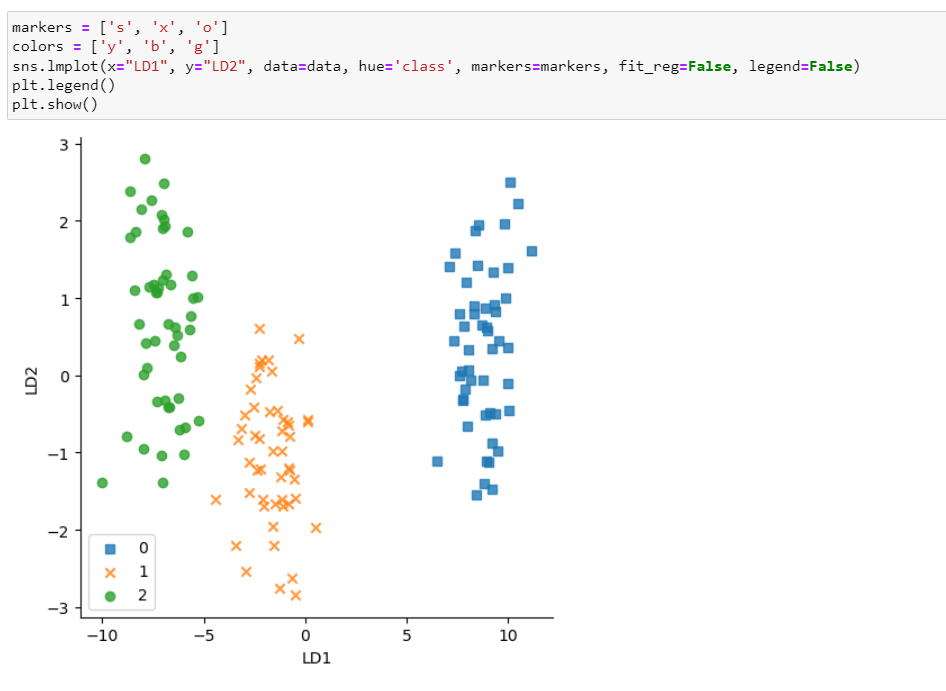 markers = ['s', 'x', 'o']
colors = ['y', 'b', 'g']
sns.lmplot(x="LD1", y="LD2", data=data, hue='class', markers=markers, fit_reg=False, legend=False)
plt.legend()
plt.show()
3
2
1
0
−1
−2
−3
LD2
0
1
2
−10
−5
0
5
10
LD1